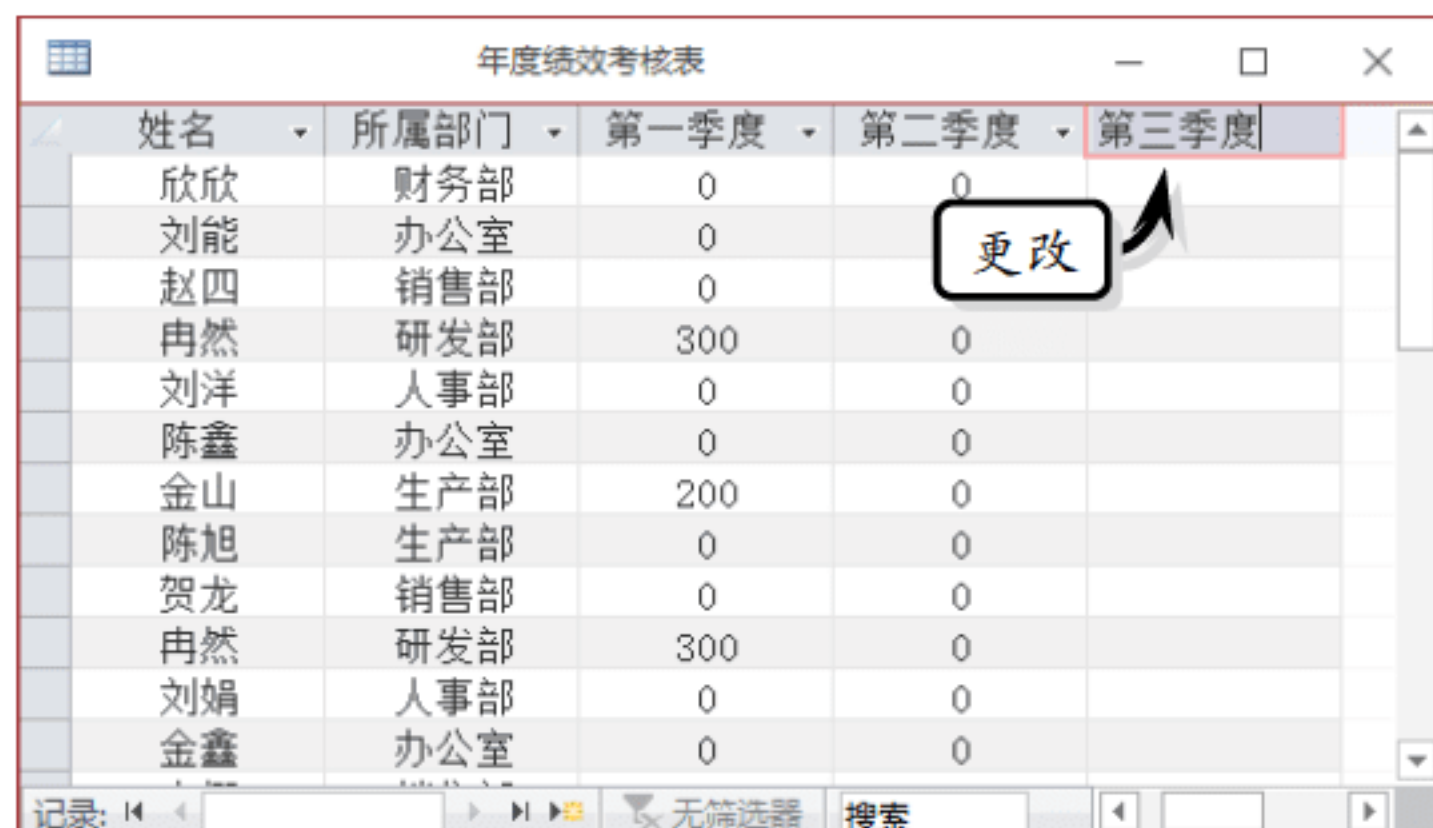 年度绩效考核表
姓名 所属部门 第一季度 第二季度 第三季度
欣欣 财务部 0 0
刘能 办公室 0
更改
赵四 销售部 0
冉然 研发部 300 0
刘洋 人事部 0 0
陈鑫 办公室 0 0
金山 生产部 200 0
陈旭 生产部 0 0
贺龙 销售部 0 0
冉然 研发部 300 0
刘娟 人事部 0 0
金鑫 办公室 0 0
记录: 无筛选器 搜索